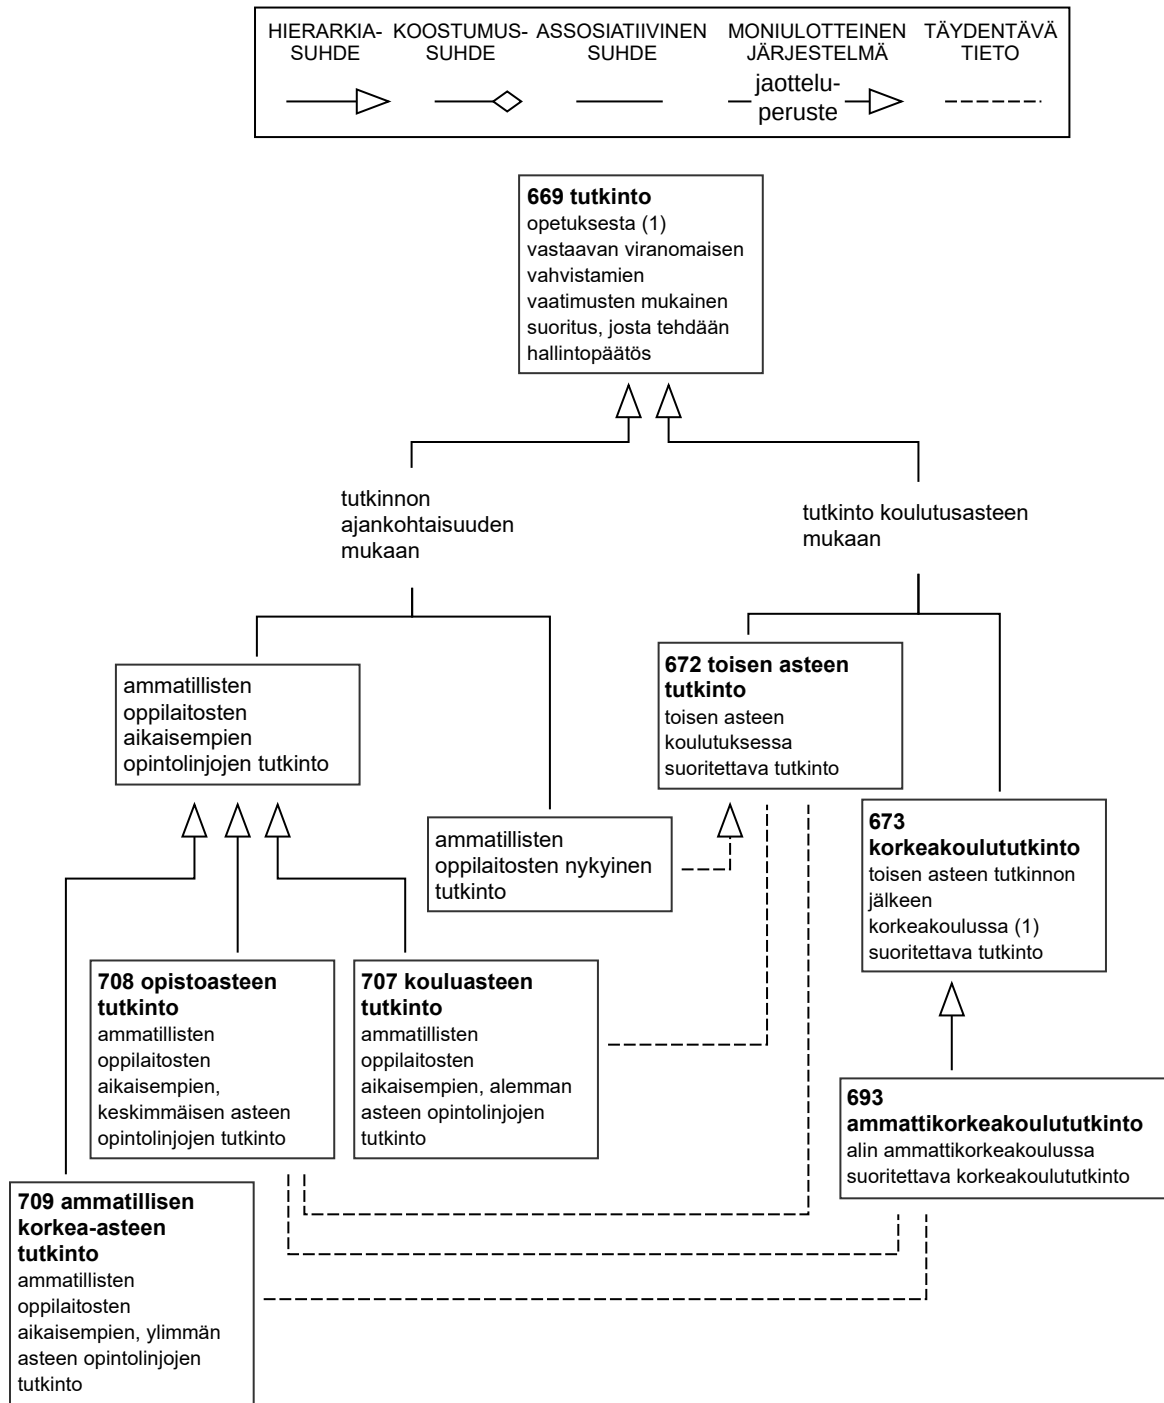 HIERARKIA-
SUHDE
KOOSTUMUS-
SUHDE
ASSOSIATIIVINEN
SUHDE
MONIULOTTEINEN
JÄRJESTELMÄ
jaottelu-
peruste
TÄYDENTÄVÄ
TIETO
669 tutkinto
opetuksesta (1)
vastaavan viranomaisen
vahvistamien
vaatimusten mukainen
suoritus, josta tehdään
hallintopäätös
tutkinnon
ajankohtaisuuden
mukaan
tutkinto koulutusasteen
mukaan
ammatillisten
oppilaitosten
aikaisempien
opintolinjojen tutkinto
672 toisen asteen
tutkinto
toisen asteen
koulutuksessa
suoritettava tutkinto
ammatillisten
oppilaitosten nykyinen
tutkinto
673
korkeakoulututkinto
toisen asteen tutkinnon
jälkeen
korkeakoulussa (1)
suoritettava tutkinto
708 opistoasteen
tutkinto
ammatillisten
oppilaitosten
aikaisempien,
keskimmäisen asteen
opintolinjojen tutkinto
707 kouluasteen
tutkinto
ammatillisten
oppilaitosten
aikaisempien, alemman
asteen opintolinjojen
tutkinto
693
ammattikorkeakoulututkinto
alin ammattikorkeakoulussa
suoritettava korkeakoulututkinto
709 ammatillisen
korkea-asteen
tutkinto
ammatillisten
oppilaitosten
aikaisempien, ylimmän
asteen opintolinjojen
tutkinto